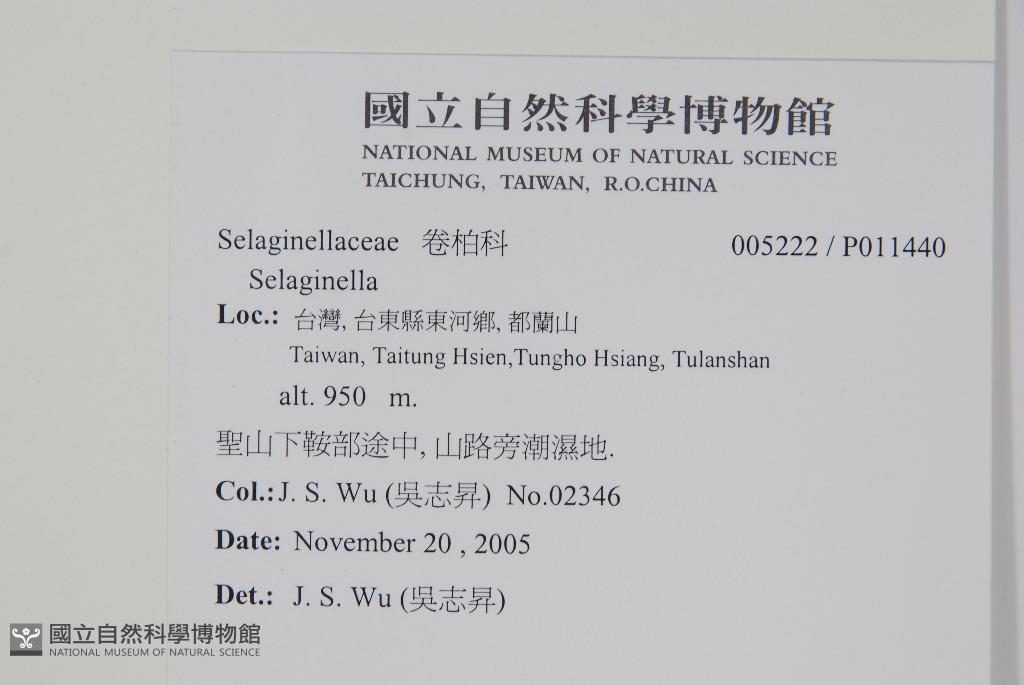 國立自然科學博物館
NATIONAL MUSEUM OF NATURAL SCIENCE
TAICHUNG, TAIWAN, R.O.CHINA
Selaginellaceae 卷柏科 005222 / P011440
Selaginella
Loc.: 台灣, 台東縣東河鄉, 都蘭山
Taiwan, Taitung Hsien,Tungho Hsiang, Tulanshan
alt. 950 m.
聖山下鞍部途中, 山路旁潮濕地.
Col.: J. S. Wu (吳志昇) No.02346
Date: November 20 , 2005
Det.: J. S. Wu (吳志昇)
國立自然科學博物館
NATIONAL MUSEUM OF NATURAL SCIENCE